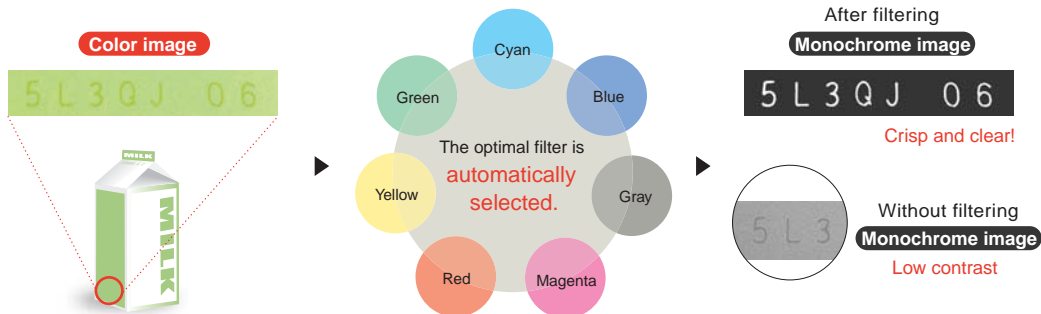 Color image
5L3QJ 06
MILK
MILK
Cyan
Green
Blue
The optimal filter is
automatically
selected.
Yellow
Gray
Red
Magenta
After filtering
Monochrome image
5L3QJ 06
Crisp and clear!
5L3
Without filtering
Monochrome image
Low contrast